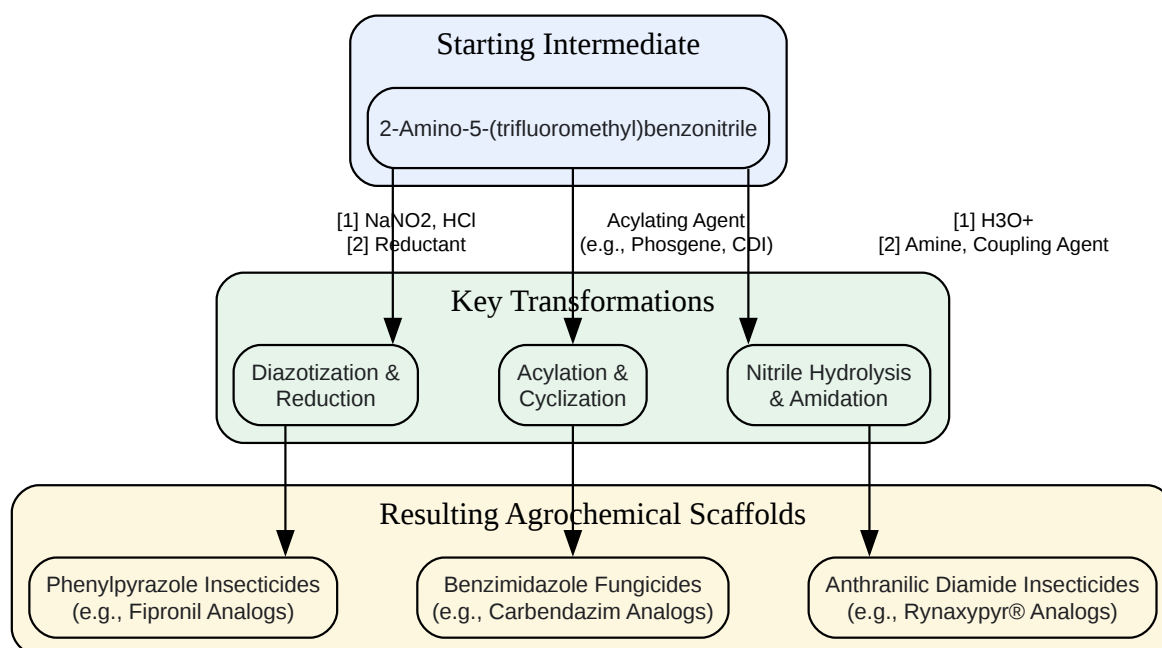 Starting Intermediate
2-Amino-5-(trifluoromethyl)benzonitrile
[1] NaNO2, HCl
[2] Reductant
Acylating Agent
(e.g., Phosgene, CDI)
[1] H3O+
[2] Amine, Coupling Agent
Key Transformations
Diazotization &
Reduction
Acylation &
Cyclization
Nitrile Hydrolysis
& Amidation
Resulting Agrochemical Scaffolds
Phenylpyrazole Insecticides
(e.g., Fipronil Analogs)
Benzimidazole Fungicides
(e.g., Carbendazim Analogs)
Anthranilic Diamide Insecticides
(e.g., Rynaxypyr® Analogs)